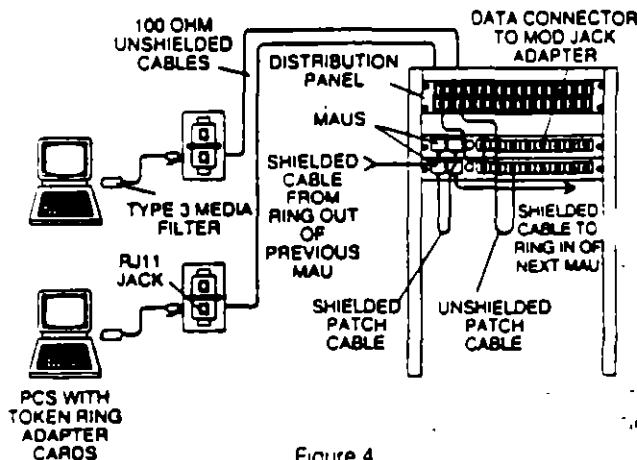 100 OHM
UNSHIELDED
CABLES
DATA CONNECTOR
TO MOD JACK
ADAPTER
DISTRIBUTION
PANEL
MAUS
SHIELDED
CABLE
FROM
RING OUT
OF
PREVIOUS
MAU
TYPE 3 MEDIA
FILTER
SHIELDED
CABLE TO
RING IN OF
NEXT MAU
RJ11
JACK
SHIELDED
PATCH
CABLE
UNSHIELDED
PATCH
CABLE
PCS WITH
TOKEN RING
ADAPTER
CARDS
Figure 4